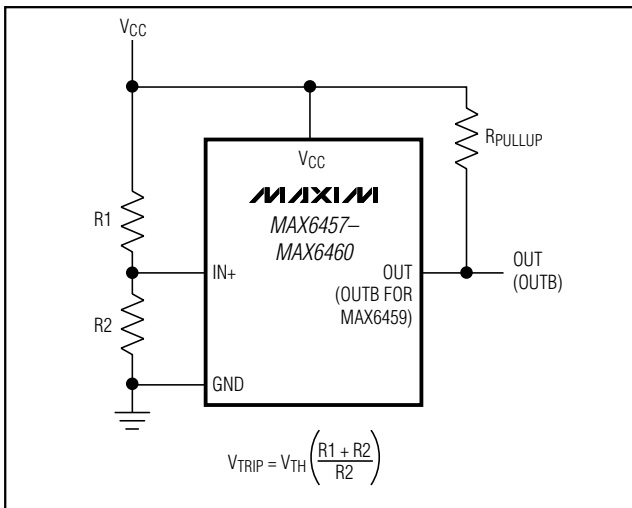 VCC
RPULLUP
VCC
MAXIM
R1
MAX6457–
MAX6460
IN+
OUT
(OUTB FOR
MAX6459)
OUT
(OUTB)
R2
GND
VTRIP = VTH(R1 + R2 / R2)